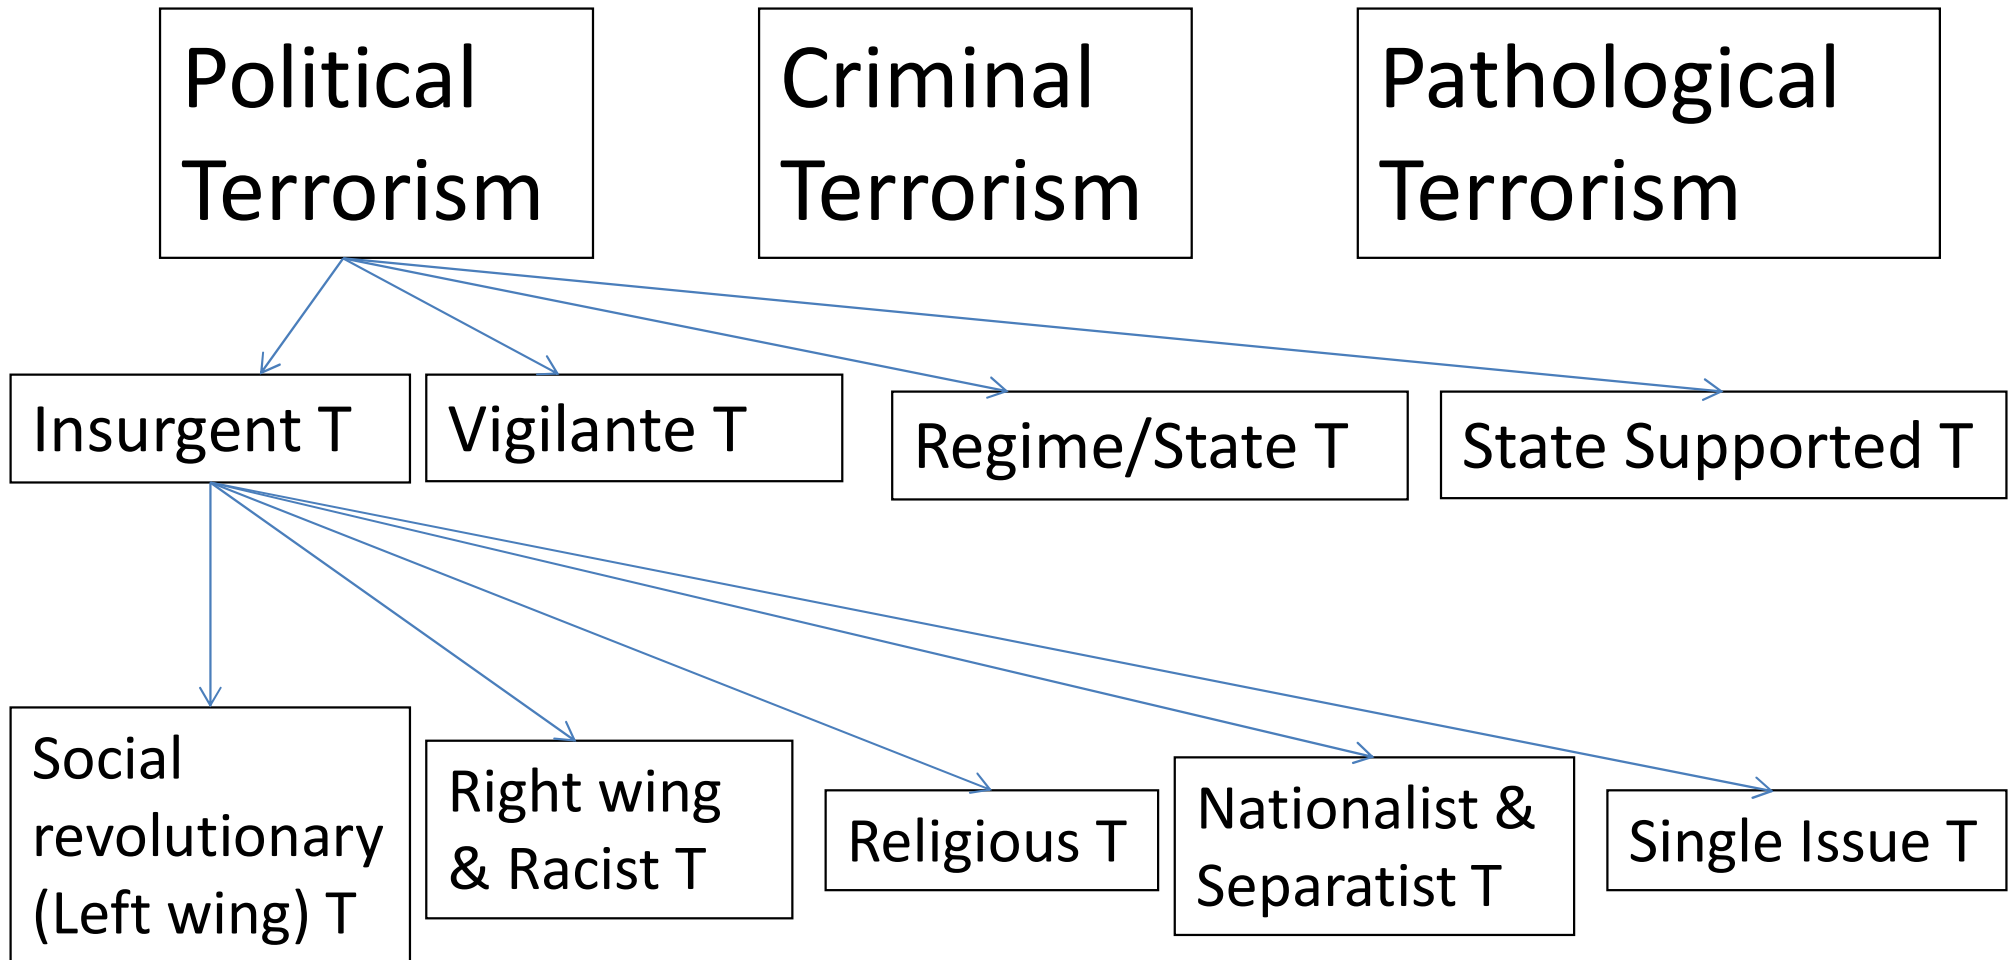 Political
Terrorism
Criminal
Terrorism
Pathological
Terrorism
Insurgent T
Vigilante T
Regime/State T
State Supported T
Social
revolutionary
(Left wing) T
Right wing
& Racist T
Religious T
Nationalist &
Separatist T
Single Issue T